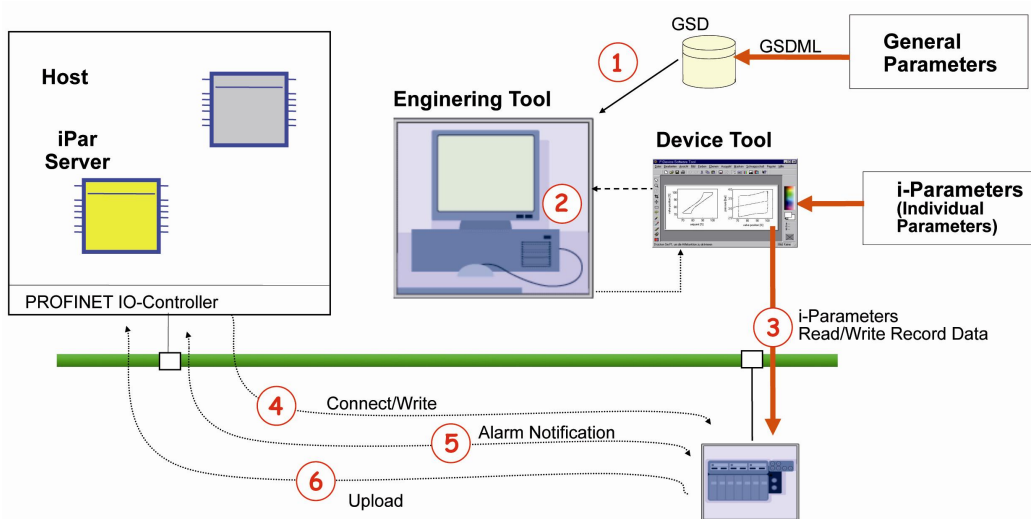 GSD
GSDML
General
Parameters
1
Host
Enginering Tool
iPar
Server
Device Tool
i-Parameters
(Individual
Parameters)
2
PROFINET IO-Controller
3
i-Parameters
Read/Write Record Data
4
Connect/Write
5
Alarm Notification
6
Upload